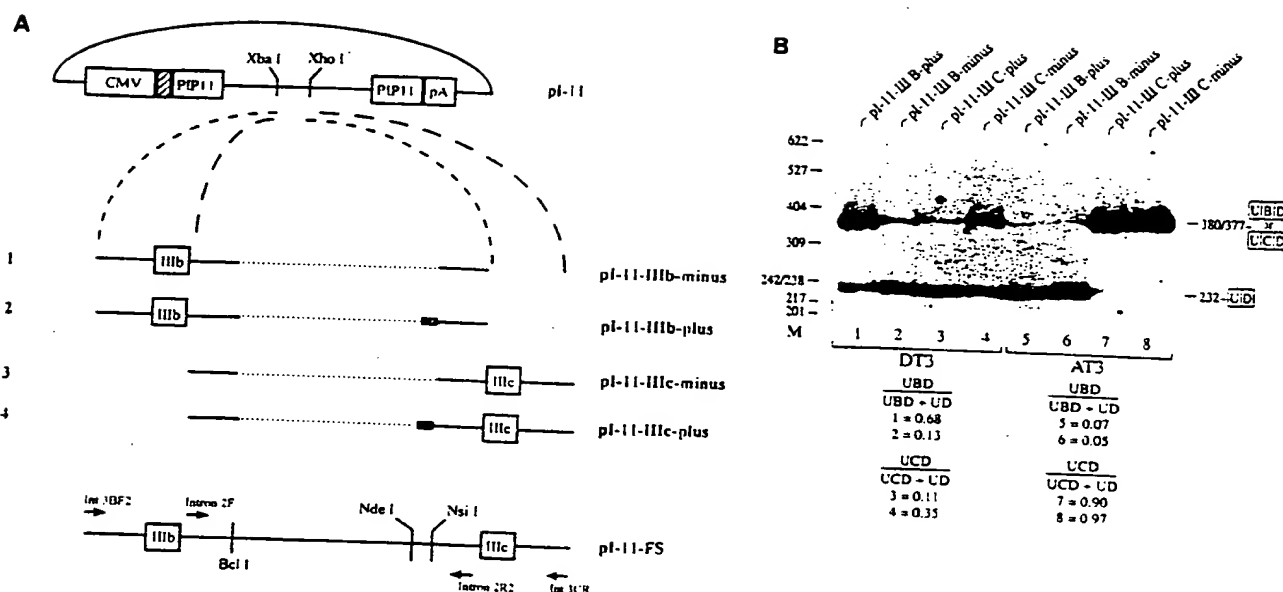 A
Xba I
Xho I
CMV
PIP11
PIP11
pA
pI-11
1
IIIb
pI-11-IIIb-minus
2
IIIb
pI-11-IIIb-plus
3
IIIc
pI-11-IIIc-minus
4
IIIc
pI-11-IIIc-plus
Int 3BF2
Intron 2F
Nde I
Nsi I
IIIb
IIIc
pI-11-FS
Bcl I
Intron 2R2
Int 3CR
B
pI-11-III B-plus
pI-11-III B-minus
pI-11-III C-plus
pI-11-III C-minus
pI-11-III B-plus
pI-11-III B-minus
pI-11-III C-plus
pI-11-III C-minus
622
527
404
309
242/238
217
201
380/377
U|B|D
or
U|C|D
232
U|D
M
1 2 3 4 5 6 7 8
DT3
AT3
UBD
UBD + UD
1 = 0.68
2 = 0.13
UBD
UBD + UD
5 = 0.07
6 = 0.05
UCD
UCD + UD
3 = 0.11
4 = 0.35
UCD
UCD + UD
7 = 0.90
8 = 0.97